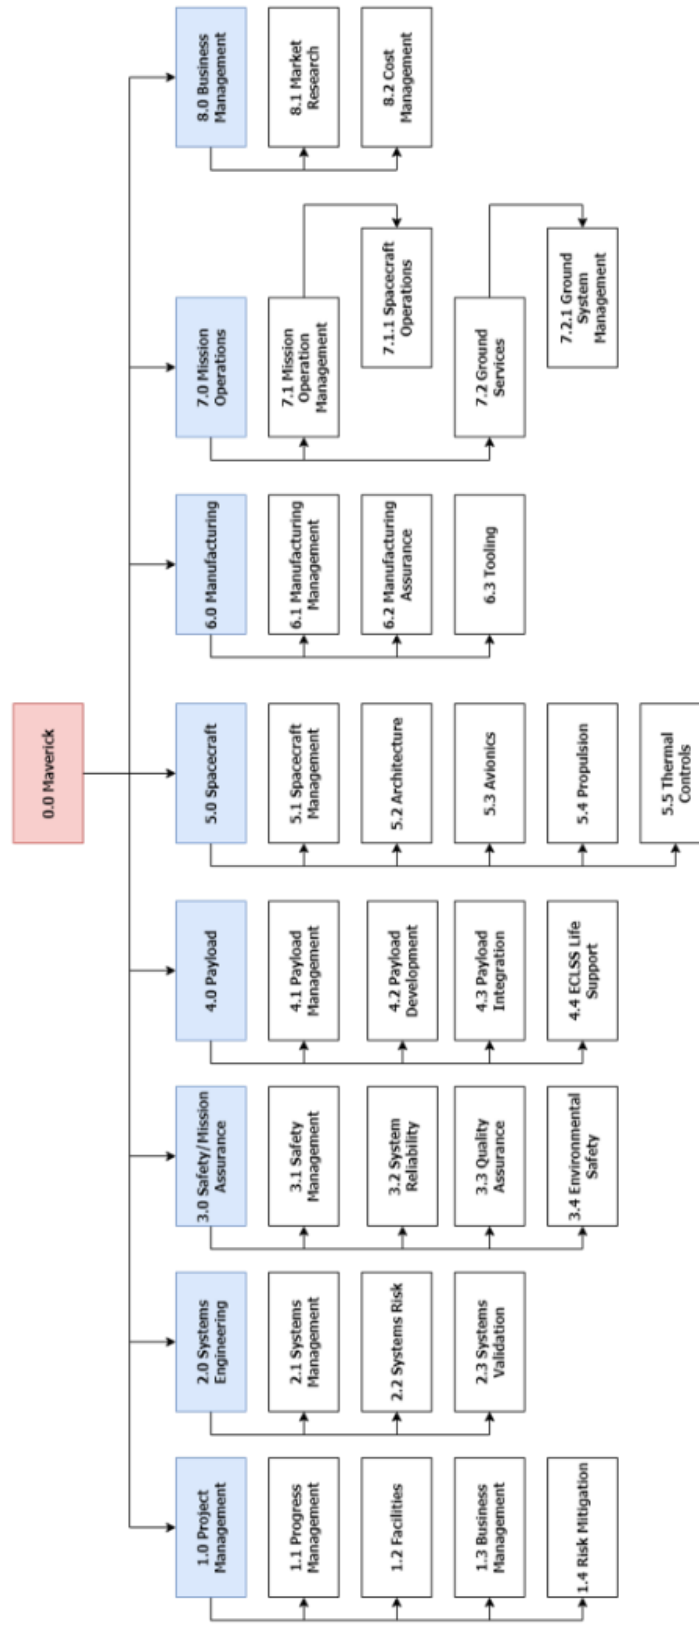 0.0 Maverick
1.0 Project
Management
1.1 Progress
Management
1.2 Facilities
1.3 Business
Management
1.4 Risk Mitigation
2.0 Systems
Engineering
2.1 Systems
Management
2.2 Systems Risk
2.3 Systems
Validation
3.0 Safety/Mission
Assurance
3.1 Safety
Management
3.2 System
Reliability
3.3 Quality
Assurance
3.4 Environmental
Safety
4.0 Payload
4.1 Payload
Management
4.2 Payload
Development
4.3 Payload
Integration
4.4 ECLSS Life
Support
5.0 Spacecraft
5.1 Spacecraft
Management
5.2 Architecture
5.3 Avionics
5.4 Propulsion
5.5 Thermal
Controls
6.0 Manufacturing
6.1 Manufacturing
Management
6.2 Manufacturing
Assurance
6.3 Tooling
7.0 Mission
Operations
7.1 Mission
Operation
Management
7.1.1 Spacecraft
Operations
7.2 Ground
Services
7.2.1 Ground
System
Management
8.0 Business
Management
8.1 Market
Research
8.2 Cost
Management